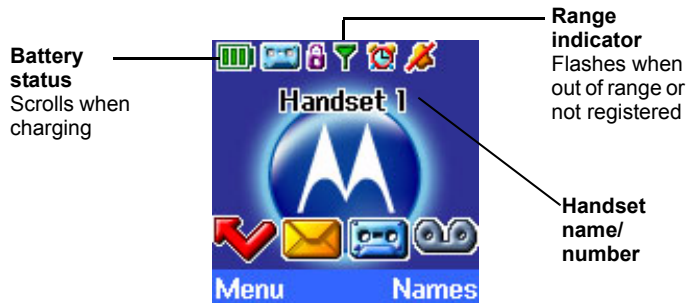 Battery
status
Scrolls when
charging
Range
indicator
Flashes when
out of range or
not registered
Handset 1
Handset
name/
number
Menu Names